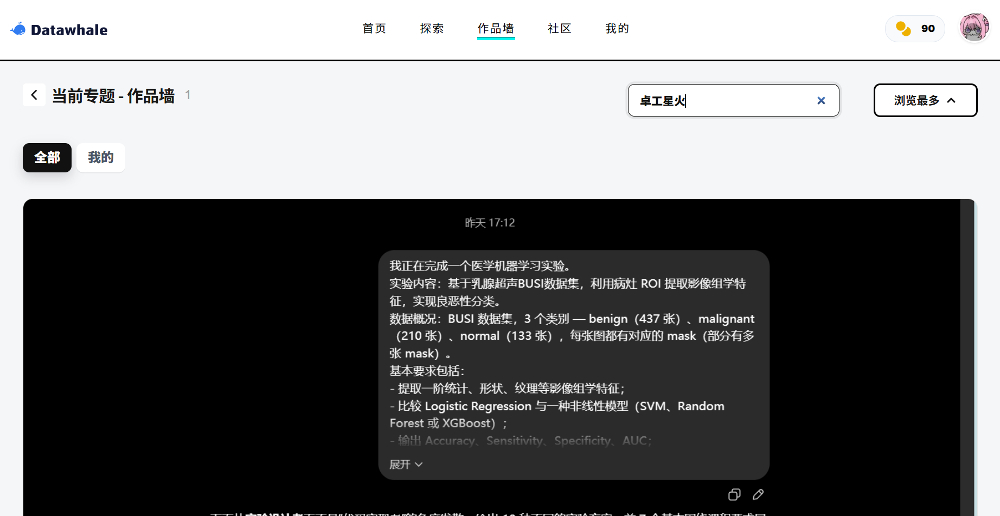 Datawhale
首页
探索
作品墙
社区
我的
90
当前专题 - 作品墙 1
卓工星火
浏览最多
全部
我的
昨天 17:12
我正在完成一个医学机器学习实验。
实验内容：基于乳腺超声BUSI数据集，利用病灶 ROI 提取影像组学特
征，实现良恶性分类。
数据概况：BUSI 数据集，3 个类别 — benign（437 张）、malignant
（210 张）、normal（133 张），每张图都有对应的 mask（部分有多
张 mask）。
基本要求包括：
- 提取一阶统计、形状、纹理等影像组学特征；
- 比较 Logistic Regression 与一种非线性模型（SVM、Random
Forest 或 XGBoost）；
- 输出 Accuracy、Sensitivity、Specificity、AUC；
展开